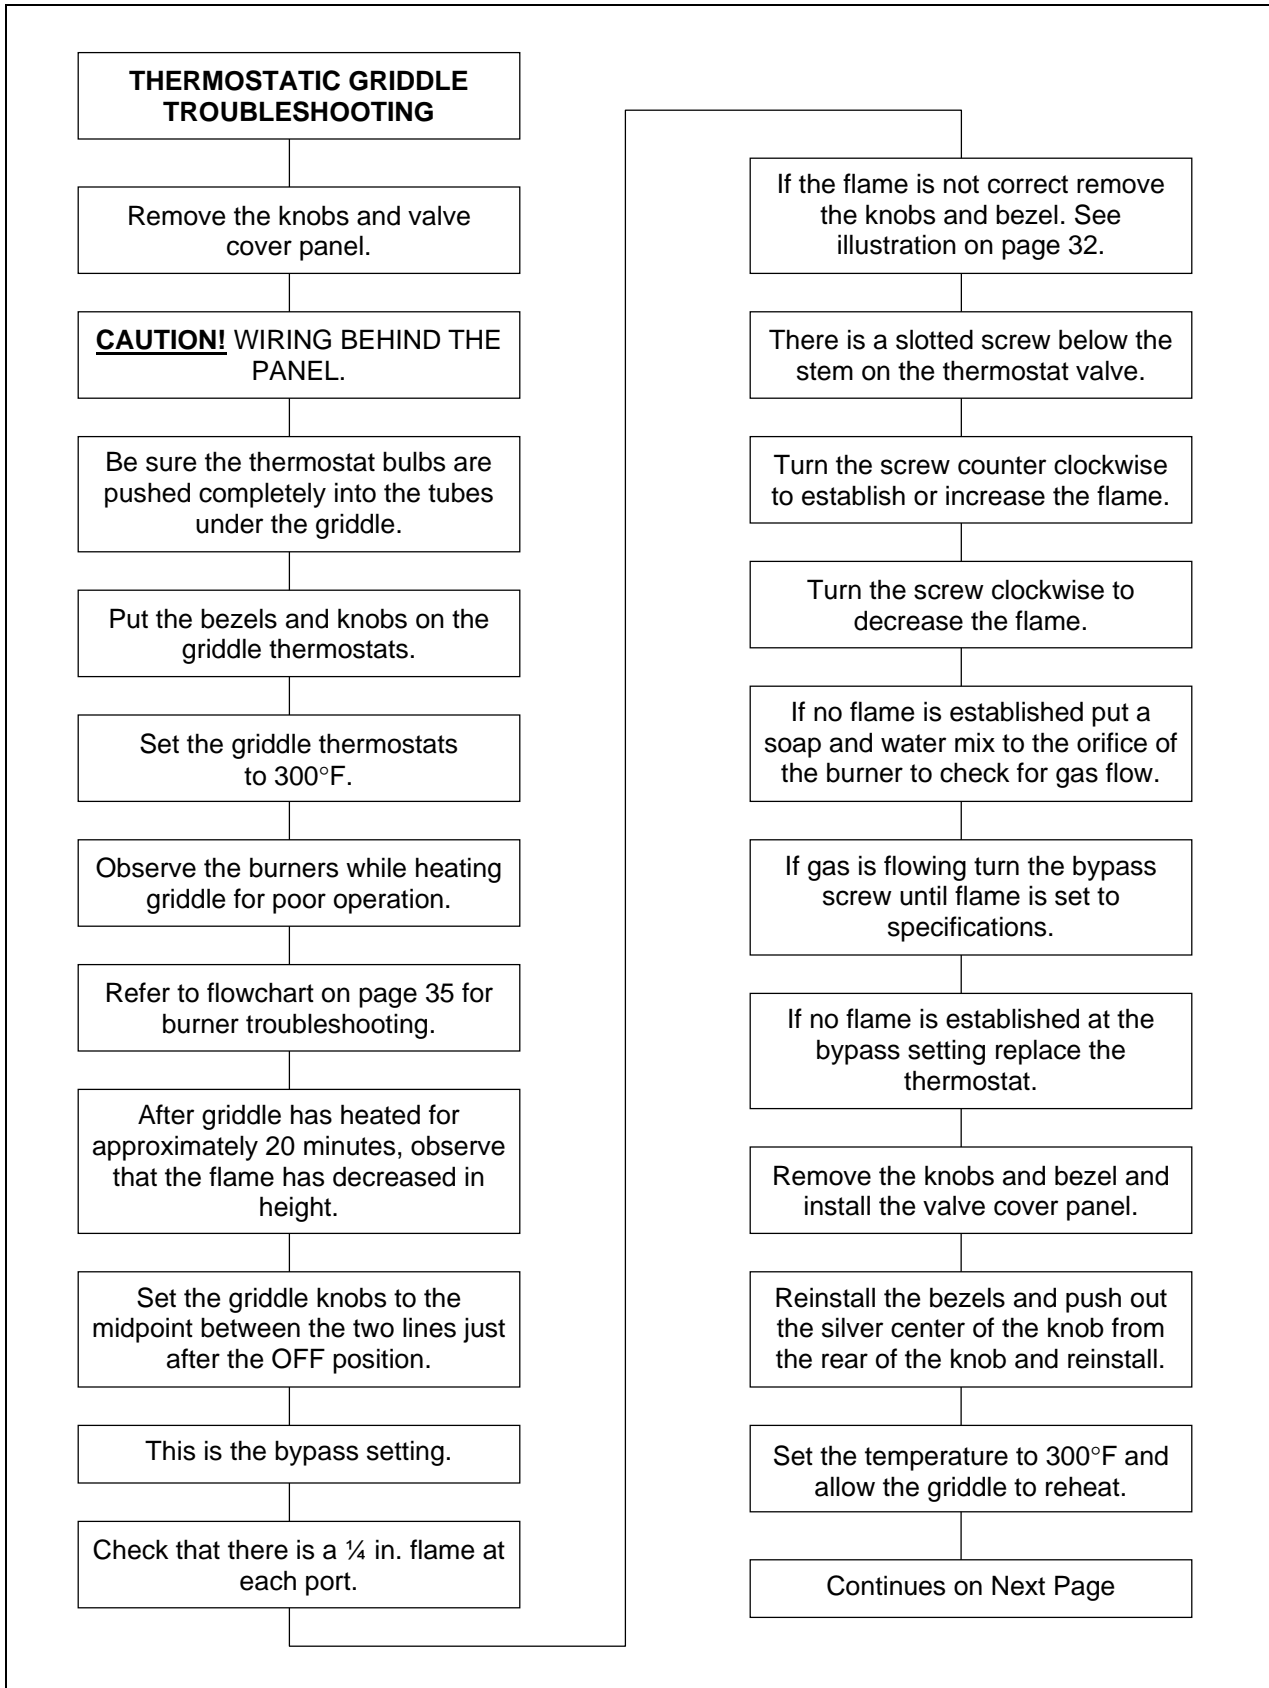 THERMOSTATIC GRIDDLE
TROUBLESHOOTING
Remove the knobs and valve
cover panel.
CAUTION! WIRING BEHIND THE
PANEL.
Be sure the thermostat bulbs are
pushed completely into the tubes
under the griddle.
Put the bezels and knobs on the
griddle thermostats.
Set the griddle thermostats
to 300°F.
Observe the burners while heating
griddle for poor operation.
Refer to flowchart on page 35 for
burner troubleshooting.
After griddle has heated for
approximately 20 minutes, observe
that the flame has decreased in
height.
Set the griddle knobs to the
midpoint between the two lines just
after the OFF position.
This is the bypass setting.
Check that there is a ¼ in. flame at
each port.
If the flame is not correct remove
the knobs and bezel. See
illustration on page 32.
There is a slotted screw below the
stem on the thermostat valve.
Turn the screw counter clockwise
to establish or increase the flame.
Turn the screw clockwise to
decrease the flame.
If no flame is established put a
soap and water mix to the orifice of
the burner to check for gas flow.
If gas is flowing turn the bypass
screw until flame is set to
specifications.
If no flame is established at the
bypass setting replace the
thermostat.
Remove the knobs and bezel and
install the valve cover panel.
Reinstall the bezels and push out
the silver center of the knob from
the rear of the knob and reinstall.
Set the temperature to 300°F and
allow the griddle to reheat.
Continues on Next Page